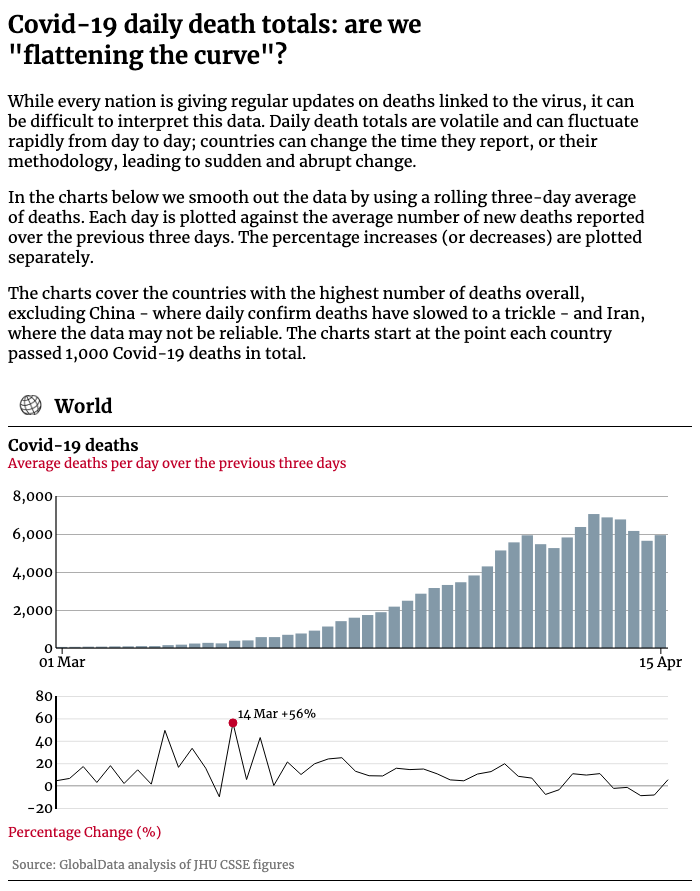 Covid-19 daily death totals: are we
"flattening the curve"?
While every nation is giving regular updates on deaths linked to the virus, it can
be difficult to interpret this data. Daily death totals are volatile and can fluctuate
rapidly from day to day; countries can change the time they report, or their
methodology, leading to sudden and abrupt change.
In the charts below we smooth out the data by using a rolling three-day average
of deaths. Each day is plotted against the average number of new deaths reported
over the previous three days. The percentage increases (or decreases) are plotted
separately.
The charts cover the countries with the highest number of deaths overall,
excluding China - where daily confirm deaths have slowed to a trickle - and Iran,
where the data may not be reliable. The charts start at the point each country
passed 1,000 Covid-19 deaths in total.
World
Covid-19 deaths
Average deaths per day over the previous three days
8,000
6,000
4,000
2,000
0
01 Mar 15 Apr
80
60
40
20
0
-20
14 Mar +56%
Percentage Change (%)
Source: GlobalData analysis of JHU CSSE figures